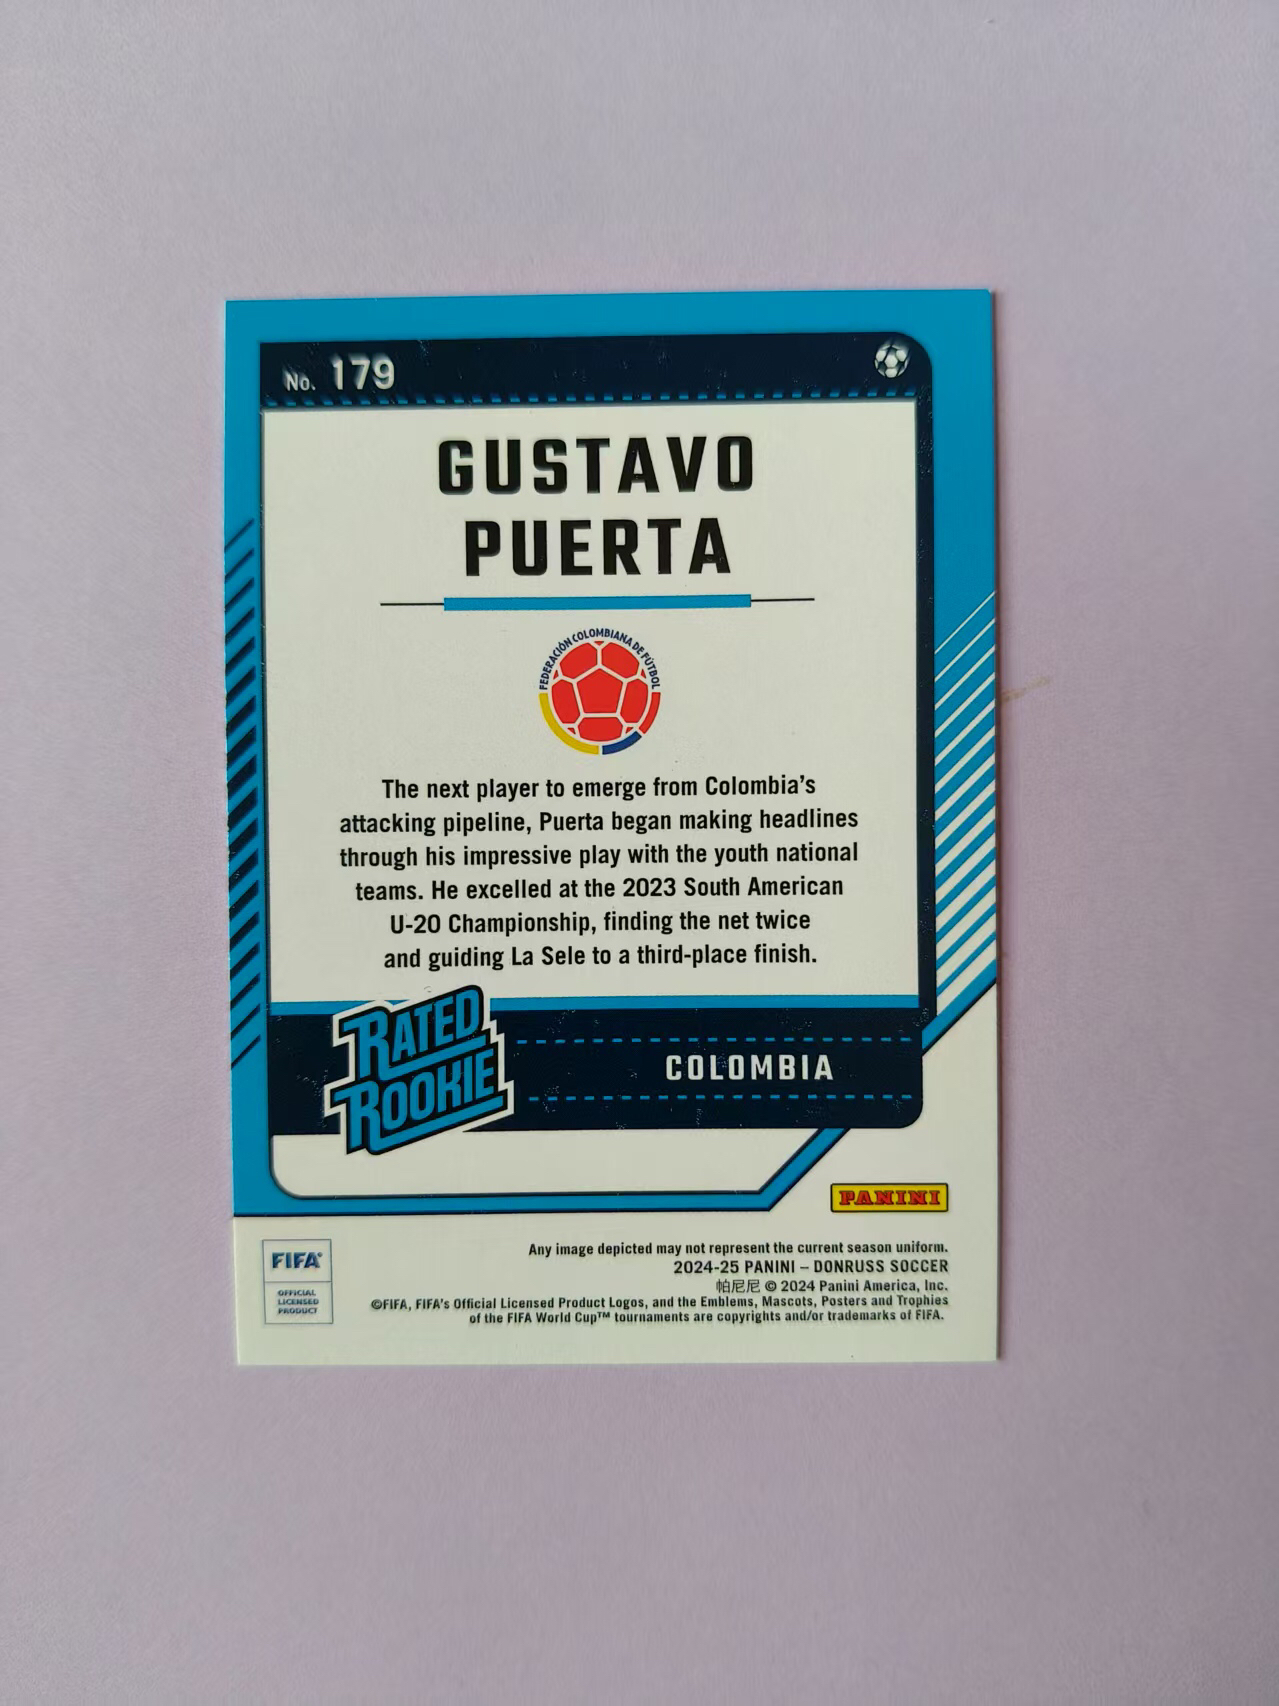 No. 179
GUSTAVO
PUERTA
FEDERACIÓN COLOMBIANA DE FÚTBOL
The next player to emerge from Colombia's
attacking pipeline, Puerta began making headlines
through his impressive play with the youth national
teams. He excelled at the 2023 South American
U-20 Championship, finding the net twice
and guiding La Sele to a third-place finish.
RATED
ROOKIE
COLOMBIA
PANINI
FIFA®
OFFICIAL
LICENSED
PRODUCT
Any image depicted may not represent the current season uniform.
2024-25 PANINI – DONRUSS SOCCER
帕尼尼 © 2024 Panini America, Inc.
©FIFA, FIFA's Official Licensed Product Logos, and the Emblems, Mascots, Posters and Trophies
of the FIFA World Cup™ tournaments are copyrights and/or trademarks of FIFA.